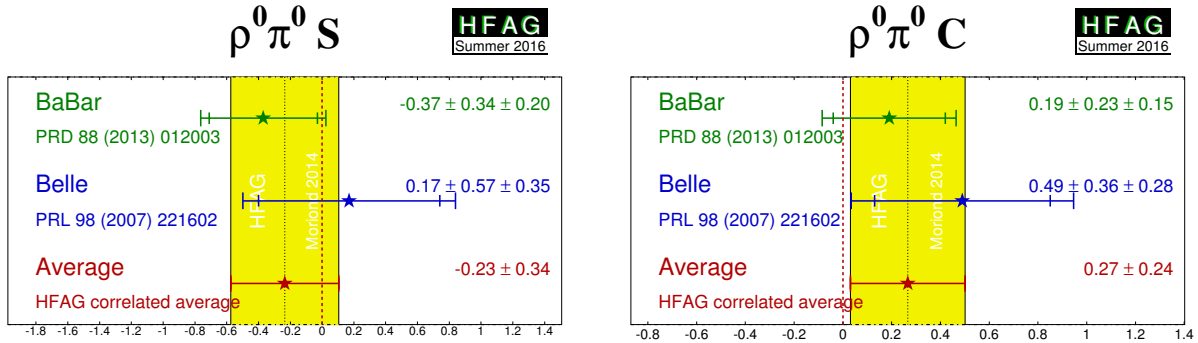 ρ⁰π⁰ S
HFAG
Summer 2016
BaBar
-0.37 ± 0.34 ± 0.20
PRD 88 (2013) 012003
Belle
0.17 ± 0.57 ± 0.35
PRL 98 (2007) 221602
Average
-0.23 ± 0.34
HFAG correlated average
HFAG
Moriond 2014
-1.8 -1.6 -1.4 -1.2 -1 -0.8 -0.6 -0.4 -0.2 0 0.2 0.4 0.6 0.8 1 1.2 1.4
ρ⁰π⁰ C
HFAG
Summer 2016
BaBar
0.19 ± 0.23 ± 0.15
PRD 88 (2013) 012003
Belle
0.49 ± 0.36 ± 0.28
PRL 98 (2007) 221602
Average
0.27 ± 0.24
HFAG correlated average
HFAG
Moriond 2014
-0.8 -0.6 -0.4 -0.2 0 0.2 0.4 0.6 0.8 1 1.2 1.4